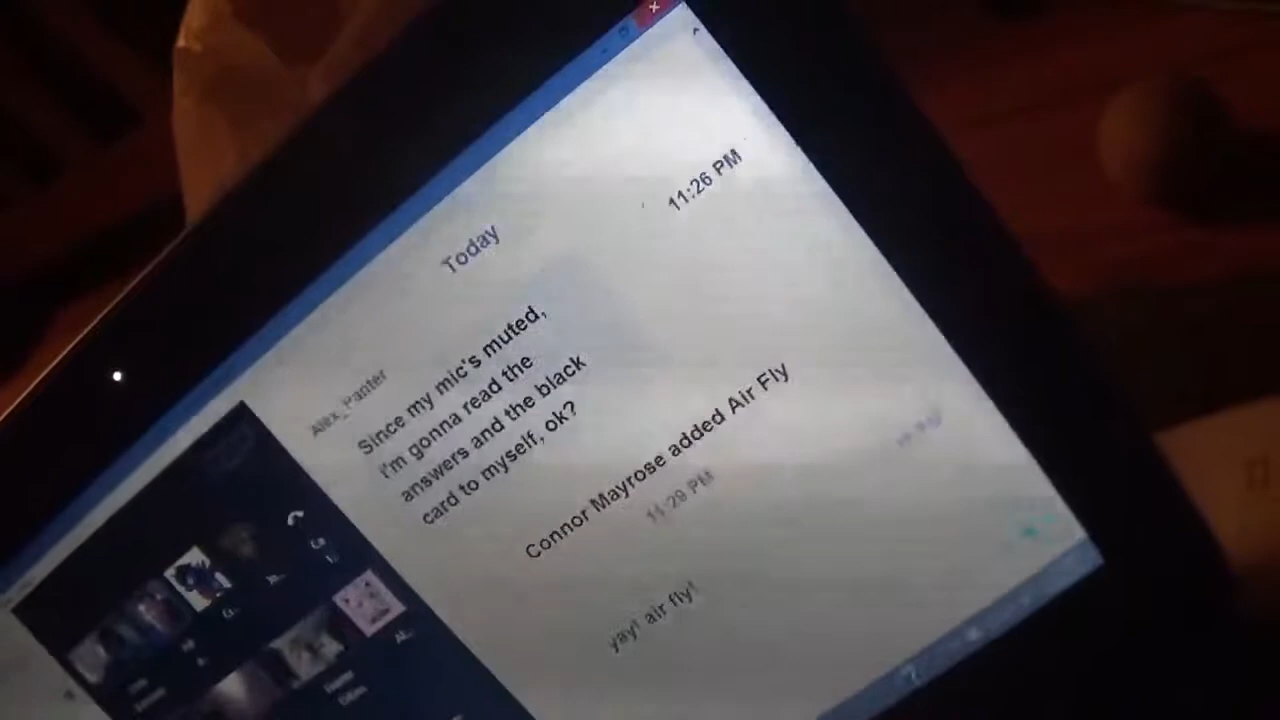 11:26 PM
Today
Alex_Panter
Since my mic's muted,
i'm gonna read the
answers and the black
card to myself, ok?
Connor Mayrose added Air Fly
11:29 PM
yay! air fly!